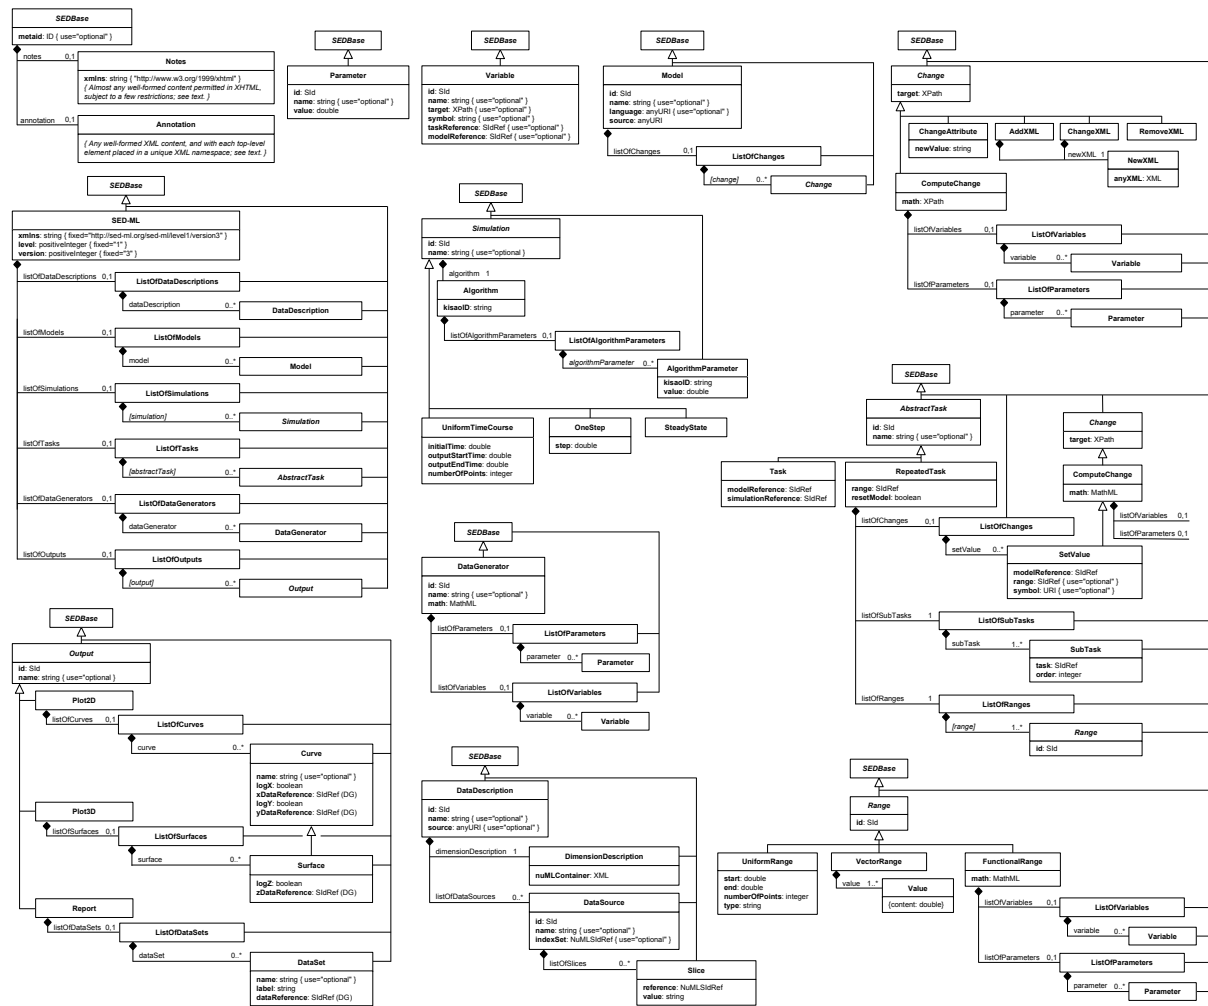 SEDBase
metaid: ID { use="optional" }
notes 0,1
Notes
xmlns: string { "http://www.w3.org/1999/xhtml" }
{ Almost any well-formed content permitted in XHTML,
subject to a few restrictions; see text. }
annotation 0,1
Annotation
{ Any well-formed XML content, and with each top-level
element placed in a unique XML namespace; see text. }
SEDBase
Parameter
id: SId
name: string { use="optional" }
value: double
SEDBase
Variable
id: SId
name: string { use="optional" }
target: XPath { use="optional" }
symbol: string { use="optional" }
taskReference: SIdRef { use="optional" }
modelReference: SIdRef { use="optional" }
SEDBase
Model
id: SId
name: string { use="optional" }
language: anyURI { use="optional" }
source: anyURI
listOfChanges 0,1
ListOfChanges
[change] 0..*
Change
SEDBase
Change
target: XPath
ChangeAttribute
newValue: string
AddXML
ChangeXML
RemoveXML
newXML 1
NewXML
anyXML: XML
ComputeChange
math: XPath
listOfVariables 0,1
ListOfVariables
variable 0..*
Variable
listOfParameters 0,1
ListOfParameters
parameter 0..*
Parameter
SEDBase
SED-ML
xmlns: string { fixed="http://sed-ml.org/sed-ml/level1/version3" }
level: positiveInteger { fixed="1" }
version: positiveInteger { fixed="3" }
listOfDataDescriptions 0,1
ListOfDataDescriptions
dataDescription 0..*
DataDescription
listOfModels 0,1
ListOfModels
model 0..*
Model
listOfSimulations 0,1
ListOfSimulations
[simulation] 0..*
Simulation
listOfTasks 0,1
ListOfTasks
[abstractTask] 0..*
AbstractTask
listOfDataGenerators 0,1
ListOfDataGenerators
dataGenerator 0..*
DataGenerator
listOfOutputs 0,1
ListOfOutputs
[output] 0..*
Output
SEDBase
Simulation
id: SId
name: string { use="optional" }
algorithm 1
Algorithm
kisaoID: string
listOfAlgorithmParameters 0,1
ListOfAlgorithmParameters
algorithmParameter 0..*
AlgorithmParameter
kisaoID: string
value: double
UniformTimeCourse
initialTime: double
outputStartTime: double
outputEndTime: double
numberOfPoints: integer
OneStep
step: double
SteadyState
SEDBase
AbstractTask
id: SId
name: string { use="optional" }
Task
modelReference: SIdRef
simulationReference: SIdRef
RepeatedTask
range: SIdRef
resetModel: boolean
Change
target: XPath
ComputeChange
math: MathML
listOfVariables 0,1
listOfParameters 0,1
listOfChanges 0,1
ListOfChanges
setValue 0..*
SetValue
modelReference: SIdRef
range: SIdRef { use="optional" }
symbol: URI { use="optional" }
listOfSubTasks 1
ListOfSubTasks
subTask 1..*
SubTask
task: SIdRef
order: integer
listOfRanges 1
ListOfRanges
[range] 1..*
Range
id: SId
SEDBase
DataGenerator
id: SId
name: string { use="optional" }
math: MathML
listOfParameters 0,1
ListOfParameters
parameter 0..*
Parameter
listOfVariables 0,1
ListOfVariables
variable 0..*
Variable
SEDBase
Output
id: SId
name: string { use="optional }
Plot2D
listOfCurves 0,1
ListOfCurves
curve 0..*
Curve
name: string { use="optional" }
logX: boolean
xDataReference: SIdRef (DG)
logY: boolean
yDataReference: SIdRef (DG)
Plot3D
listOfSurfaces 0,1
ListOfSurfaces
surface 0..*
Surface
logZ: boolean
zDataReference: SIdRef (DG)
Report
listOfDataSets 0,1
ListOfDataSets
dataSet 0..*
DataSet
name: string { use="optional" }
label: string
dataReference: SIdRef (DG)
SEDBase
DataDescription
id: SId
name: string { use="optional" }
source: anyURI { use="optional" }
dimensionDescription 1
DimensionDescription
nuMLContainer: XML
listOfDataSources 0..*
DataSource
id: SId
name: string { use="optional" }
indexSet: NuMLSIdRef { use="optional" }
listOfSlices 0..*
Slice
reference: NuMLSIdRef
value: string
SEDBase
Range
id: SId
UniformRange
start: double
end: double
numberOfPoints: integer
type: string
VectorRange
value 1..*
Value
{content: double}
FunctionalRange
math: MathML
listOfVariables 0,1
ListOfVariables
variable 0..*
Variable
listOfParameters 0,1
ListOfParameters
parameter 0..*
Parameter